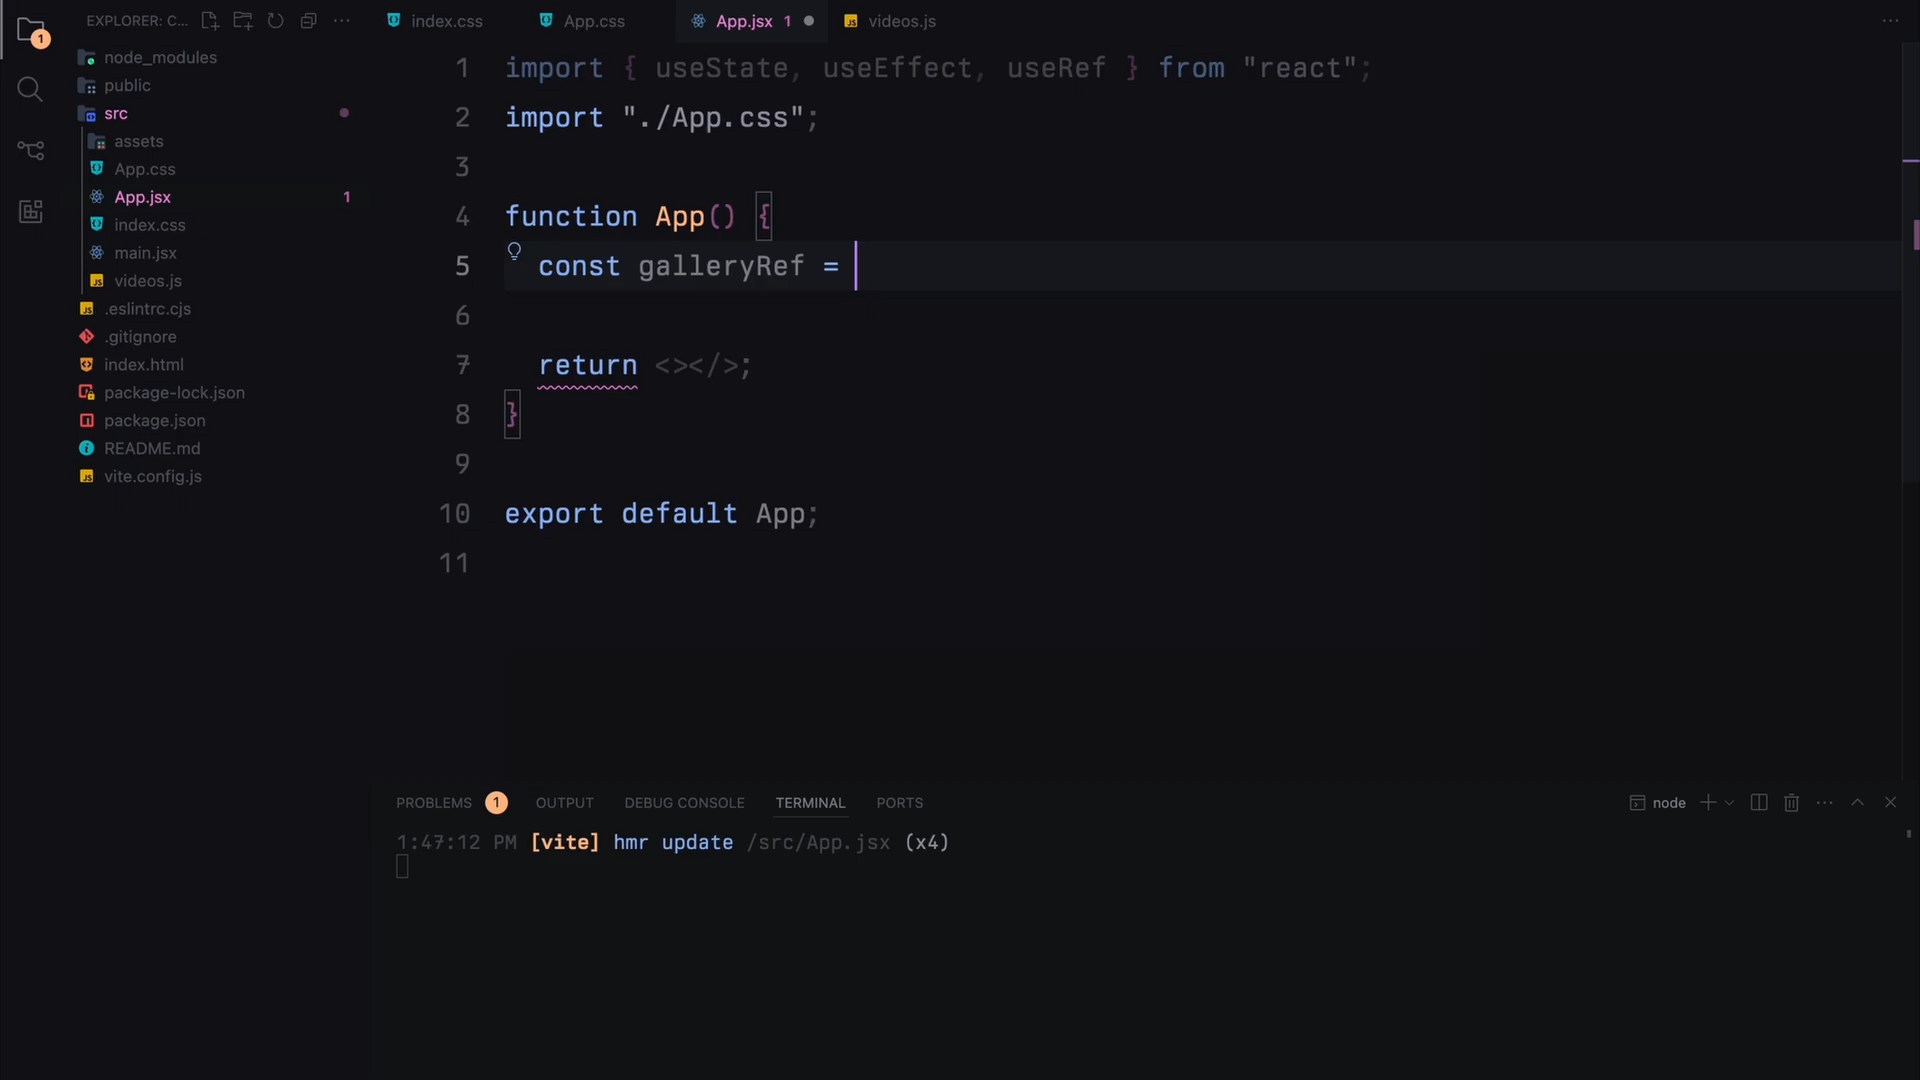 1
EXPLORER: C...
node_modules
public
src
assets
App.css
App.jsx 1
index.css
main.jsx
videos.js
.eslintrc.cjs
.gitignore
index.html
package-lock.json
package.json
README.md
vite.config.js
index.css App.css App.jsx 1 videos.js
1 import { useState, useEffect, useRef } from "react";
2 import "./App.css";
3
4 function App() {
5 const galleryRef =
6
7 return <></>;
8 }
9
10 export default App;
11
PROBLEMS 1 OUTPUT DEBUG CONSOLE TERMINAL PORTS node
1:47:12 PM [vite] hmr update /src/App.jsx (x4)